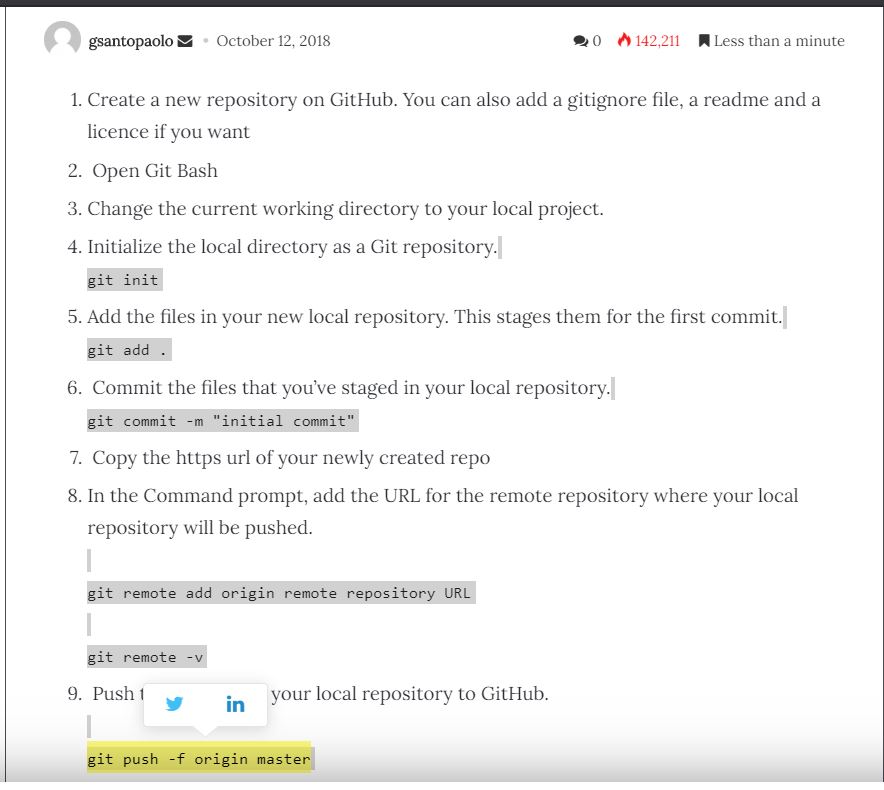 gsantopaolo • October 12, 2018 0 142,211 Less than a minute
1. Create a new repository on GitHub. You can also add a gitignore file, a readme and a
licence if you want
2. Open Git Bash
3. Change the current working directory to your local project.
4. Initialize the local directory as a Git repository.
git init
5. Add the files in your new local repository. This stages them for the first commit.
git add .
6. Commit the files that you’ve staged in your local repository.
git commit -m "initial commit"
7. Copy the https url of your newly created repo
8. In the Command prompt, add the URL for the remote repository where your local
repository will be pushed.
git remote add origin remote repository URL
git remote -v
9. Push your local repository to GitHub.
in
git push -f origin master